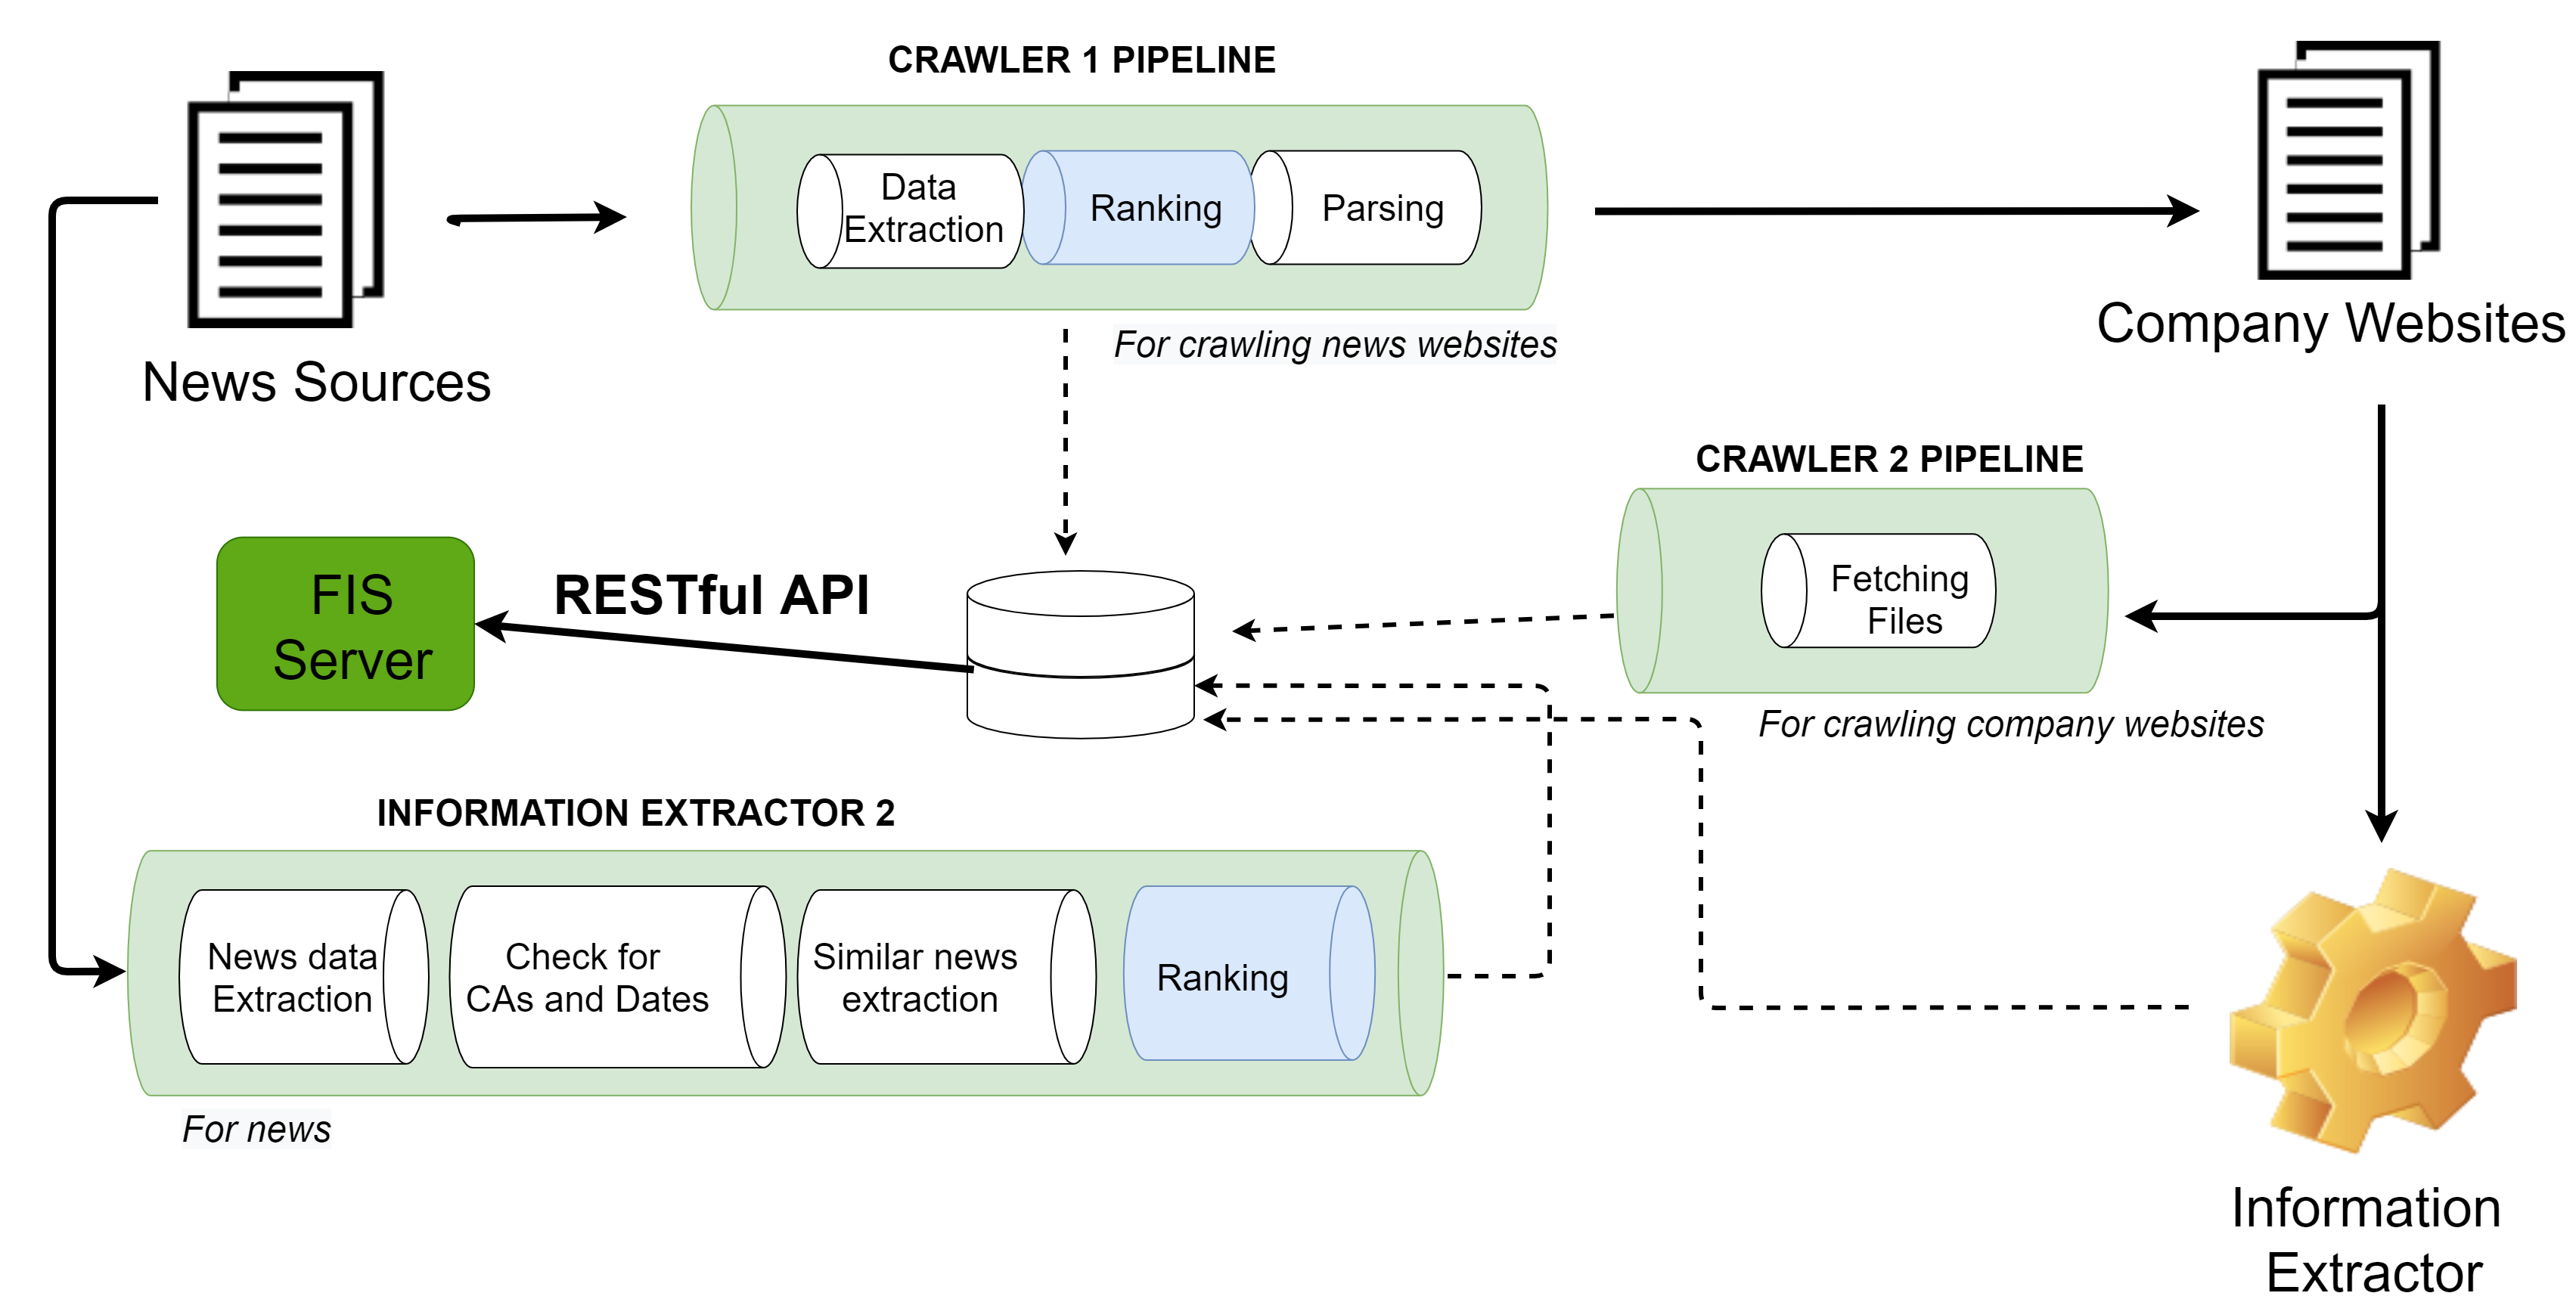 CRAWLER 1 PIPELINE
Data
Extraction
Ranking
Parsing
For crawling news websites
News Sources
Company Websites
CRAWLER 2 PIPELINE
Fetching
Files
For crawling company websites
FIS
Server
RESTful API
INFORMATION EXTRACTOR 2
News data
Extraction
Check for
CAs and Dates
Similar news
extraction
Ranking
For news
Information
Extractor